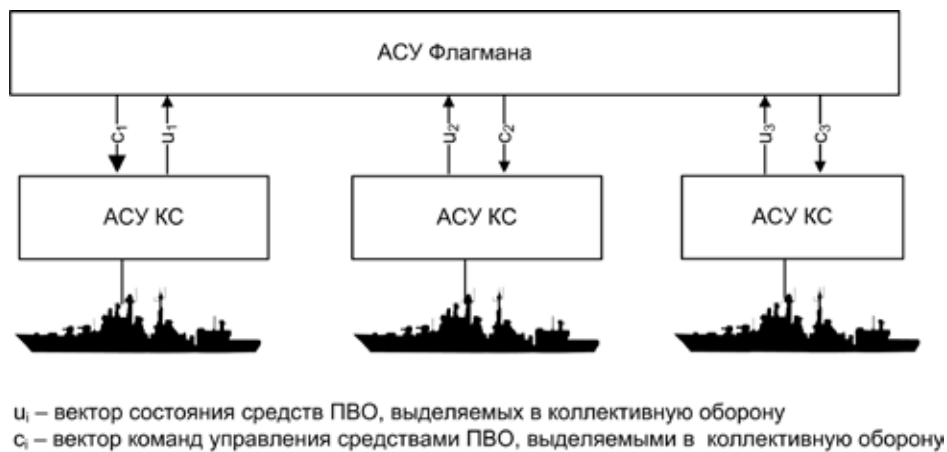 АСУ Флагмана
c₁ u₁ u₂ c₂ u₃ c₃
АСУ КС АСУ КС АСУ КС
uᵢ – вектор состояния средств ПВО, выделяемых в коллективную оборону
cᵢ – вектор команд управления средствами ПВО, выделяемыми в коллективную оборону